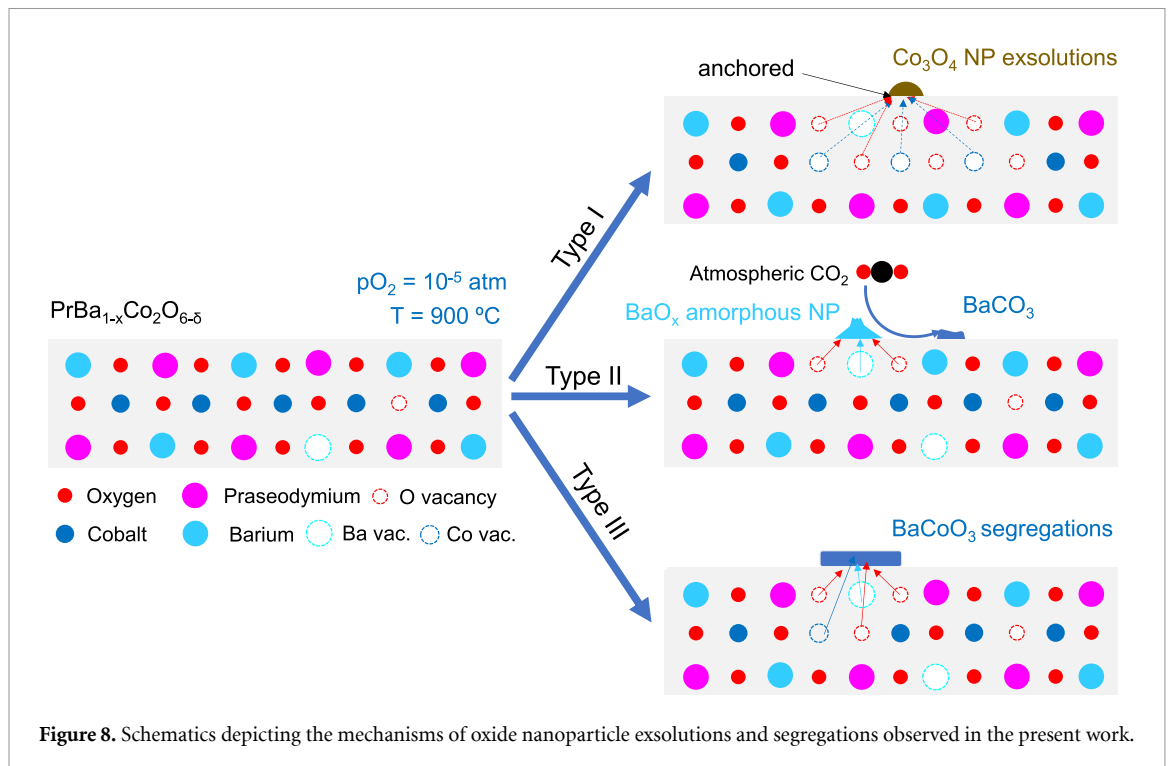 Co3O4 NP exsolutions
anchored
Type I
Atmospheric CO2
pO2 = 10-5 atm
T = 900 ºC
PrBa1-xCo2O6-δ
BaOx amorphous NP
BaCO3
Type II
Oxygen Praseodymium O vacancy
Cobalt Barium Ba vac. Co vac.
Type III
BaCoO3 segregations
Figure 8. Schematics depicting the mechanisms of oxide nanoparticle exsolutions and segregations observed in the present work.